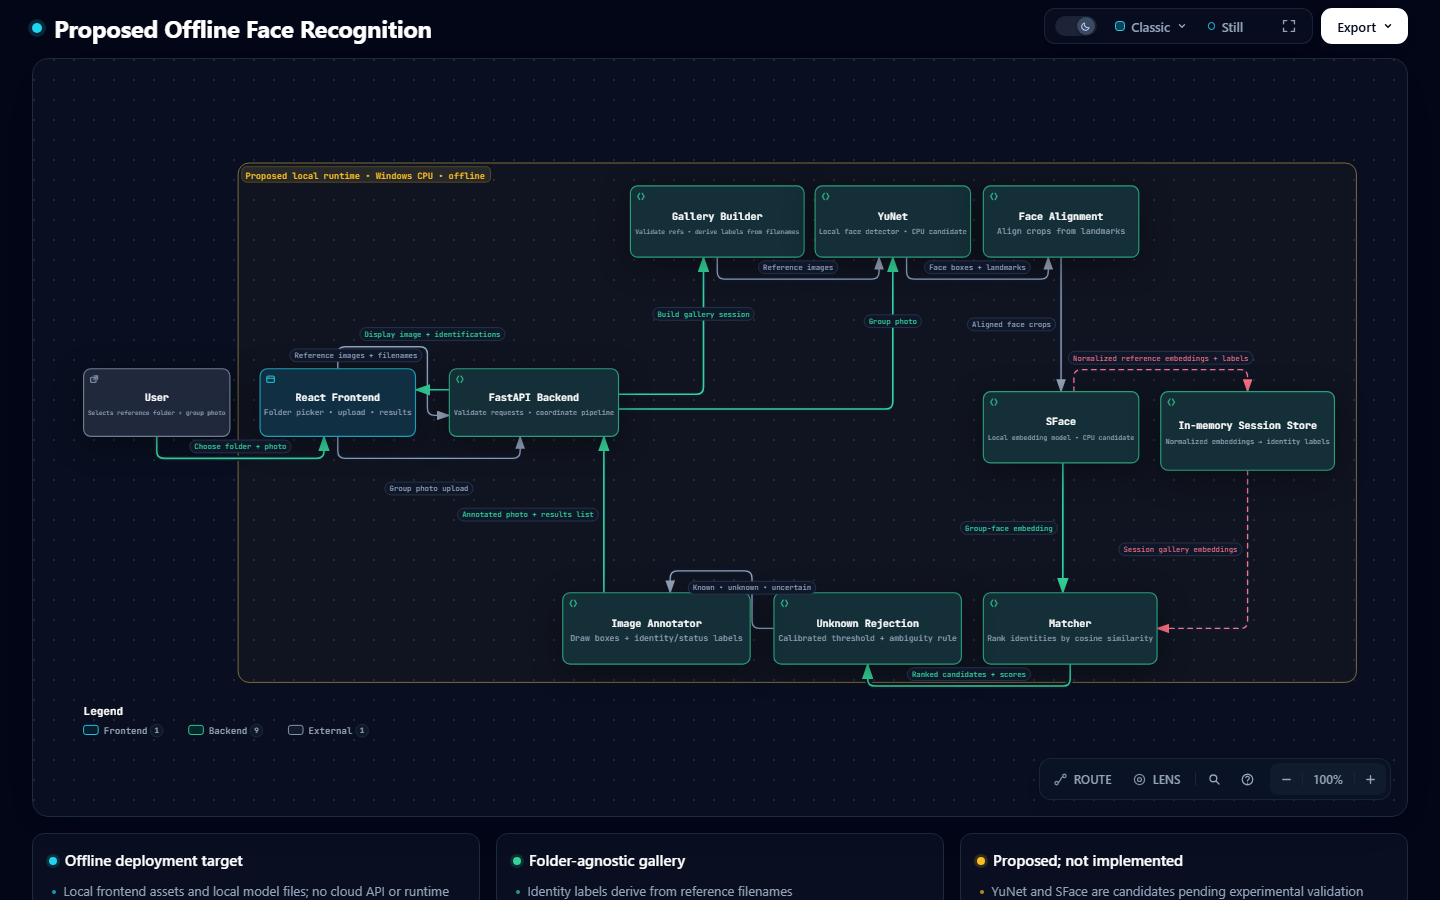 Proposed Offline Face Recognition
Classic
Still
Export
Proposed local runtime • Windows CPU • offline
Gallery Builder
Validate refs • derive labels from filenames
YuNet
Local face detector • CPU candidate
Face Alignment
Align crops from landmarks
Reference images
Face boxes + landmarks
Build gallery session
Group photo
Aligned face crops
Display image + identifications
Reference images + filenames
Normalized reference embeddings + labels
User
Selects reference folder + group photo
React Frontend
Folder picker • upload • results
FastAPI Backend
Validate requests • coordinate pipeline
SFace
Local embedding model • CPU candidate
In-memory Session Store
Normalized embeddings → identity labels
Choose folder + photo
Group photo upload
Annotated photo + results list
Group-face embedding
Session gallery embeddings
Known • unknown • uncertain
Image Annotator
Draw boxes + identity/status labels
Unknown Rejection
Calibrated threshold + ambiguity rule
Matcher
Rank identities by cosine similarity
Ranked candidates + scores
Legend
Frontend 1
Backend 9
External 1
ROUTE
LENS
100%
Offline deployment target
• Local frontend assets and local model files; no cloud API or runtime
Folder-agnostic gallery
• Identity labels derive from reference filenames
Proposed; not implemented
• YuNet and SFace are candidates pending experimental validation